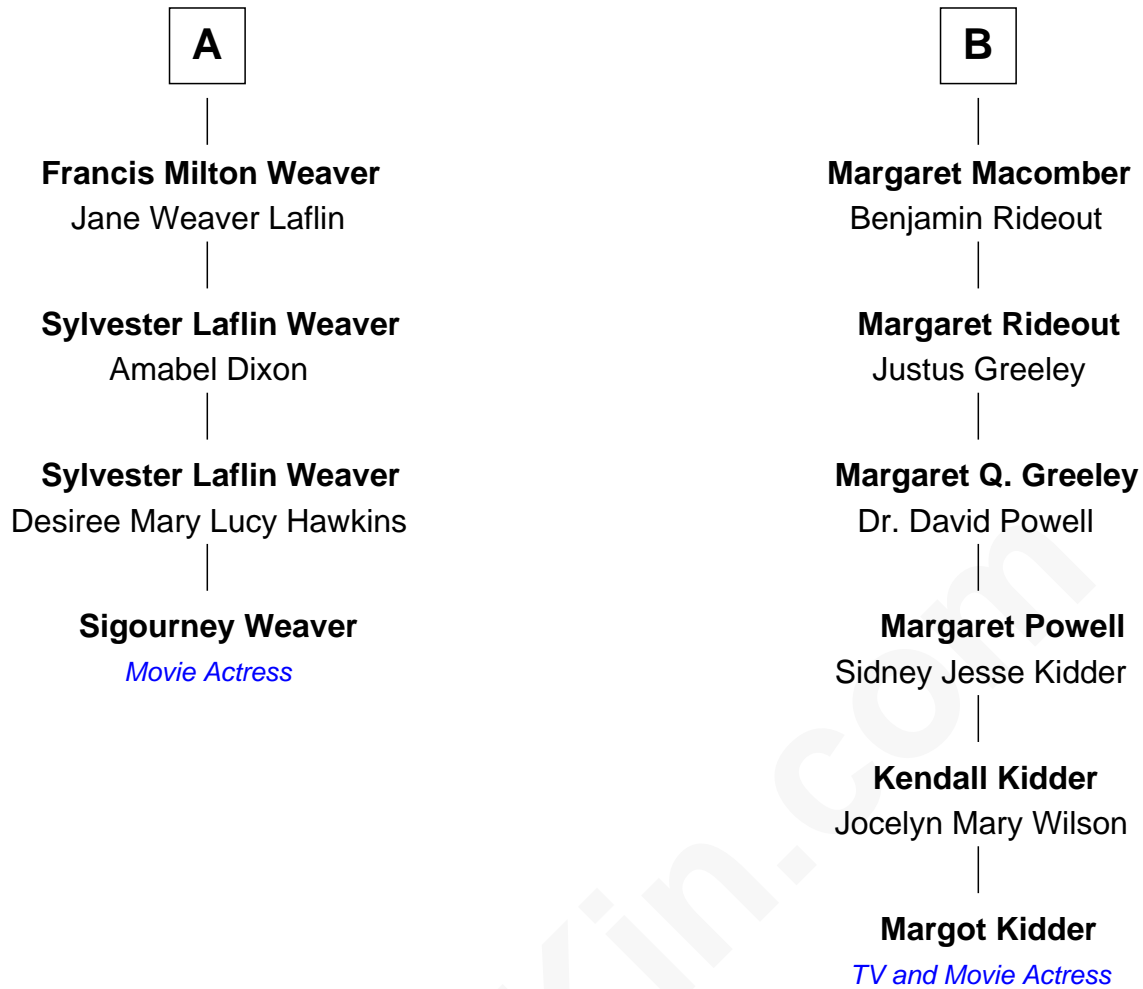 A
Francis Milton Weaver
Jane Weaver Laflin
Sylvester Laflin Weaver
Amabel Dixon
Sylvester Laflin Weaver
Desiree Mary Lucy Hawkins
Sigourney Weaver
Movie Actress
B
Margaret Macomber
Benjamin Rideout
Margaret Rideout
Justus Greeley
Margaret Q. Greeley
Dr. David Powell
Margaret Powell
Sidney Jesse Kidder
Kendall Kidder
Jocelyn Mary Wilson
Margot Kidder
TV and Movie Actress
Kin.com